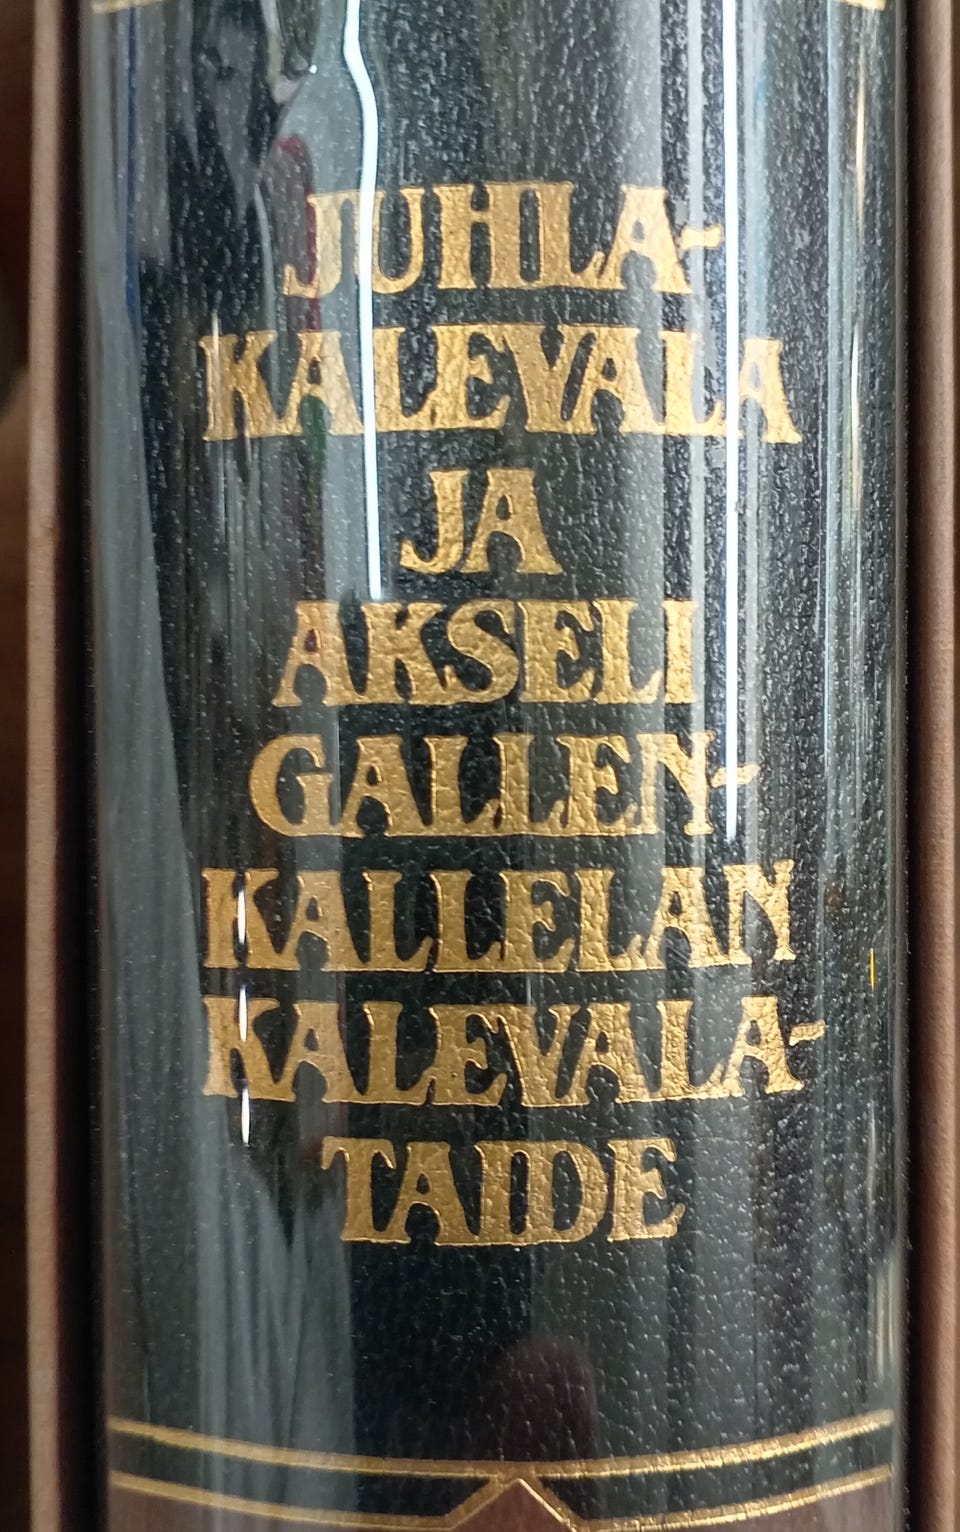 JUHLA-
KALEVALA
JA
AKSELI
GALLEN-
KALLELAN
KALEVALA-
TAIDE